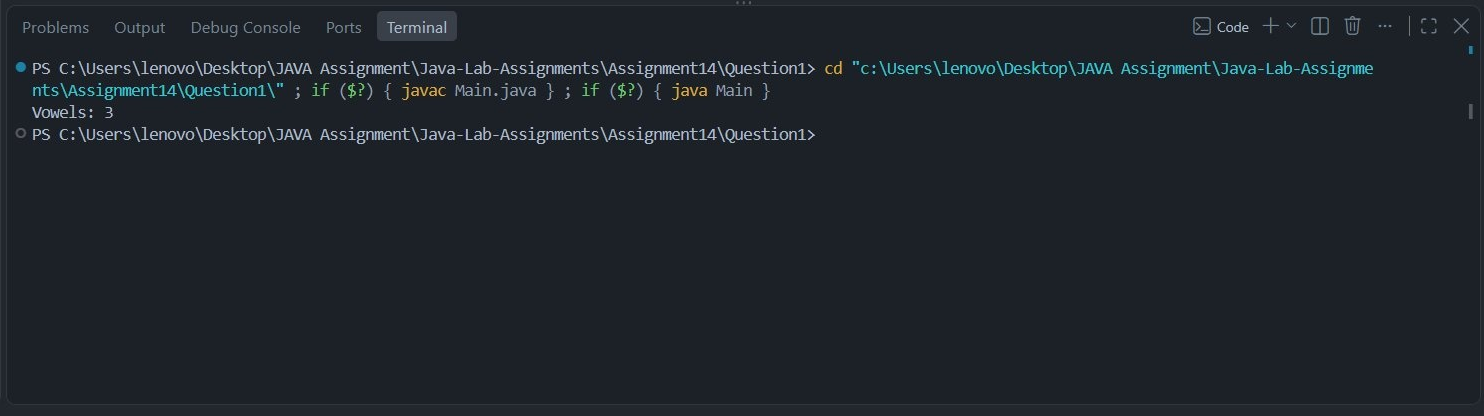 Problems Output Debug Console Ports Terminal Code
PS C:\Users\lenovo\Desktop\JAVA Assignment\Java-Lab-Assignments\Assignment14\Question1> cd "c:\Users\lenovo\Desktop\JAVA Assignment\Java-Lab-Assignme
nts\Assignment14\Question1\" ; if ($?) { javac Main.java } ; if ($?) { java Main }
Vowels: 3
PS C:\Users\lenovo\Desktop\JAVA Assignment\Java-Lab-Assignments\Assignment14\Question1>